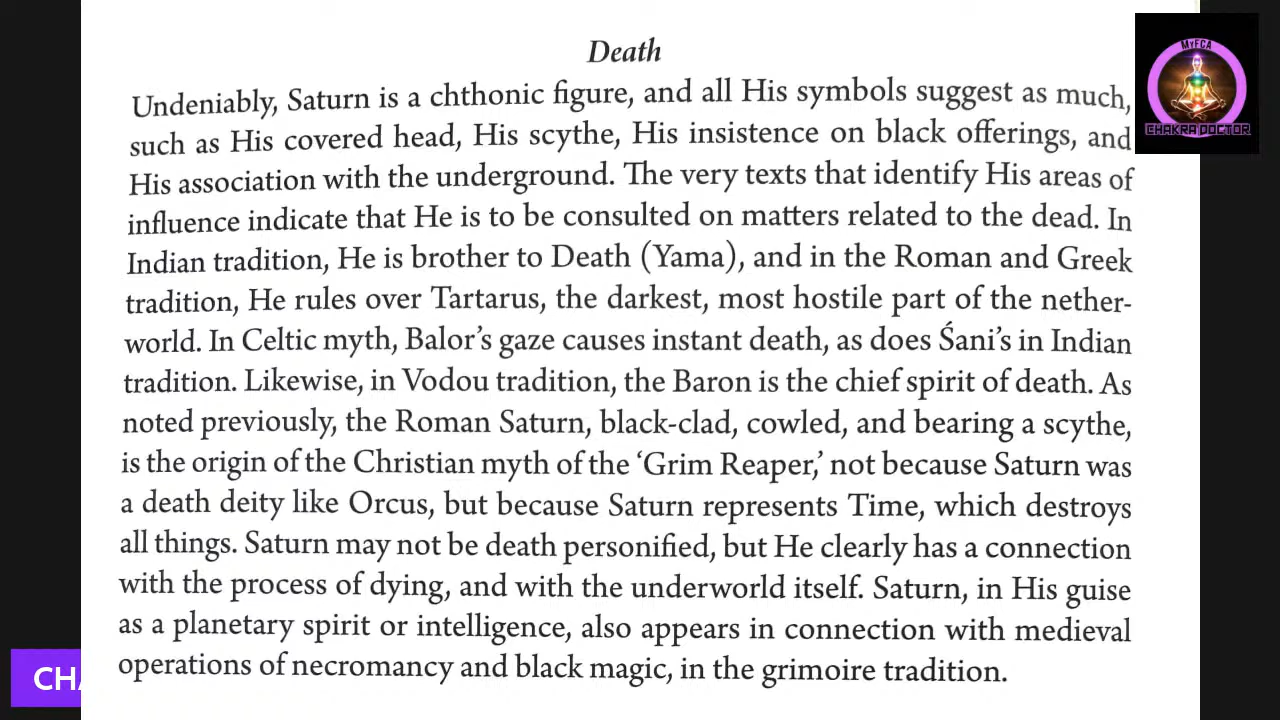 Death
Undeniably, Saturn is a chthonic figure, and all His symbols suggest as much,
such as His covered head, His scythe, His insistence on black offerings, and
His association with the underground. The very texts that identify His areas of
influence indicate that He is to be consulted on matters related to the dead. In
Indian tradition, He is brother to Death (Yama), and in the Roman and Greek
tradition, He rules over Tartarus, the darkest, most hostile part of the nether-
world. In Celtic myth, Balor's gaze causes instant death, as does Śani's in Indian
tradition. Likewise, in Vodou tradition, the Baron is the chief spirit of death. As
noted previously, the Roman Saturn, black-clad, cowled, and bearing a scythe,
is the origin of the Christian myth of the 'Grim Reaper,' not because Saturn was
a death deity like Orcus, but because Saturn represents Time, which destroys
all things. Saturn may not be death personified, but He clearly has a connection
with the process of dying, and with the underworld itself. Saturn, in His guise
as a planetary spirit or intelligence, also appears in connection with medieval
operations of necromancy and black magic, in the grimoire tradition.
MYFCA
CHAKRA DOCTOR
CHA